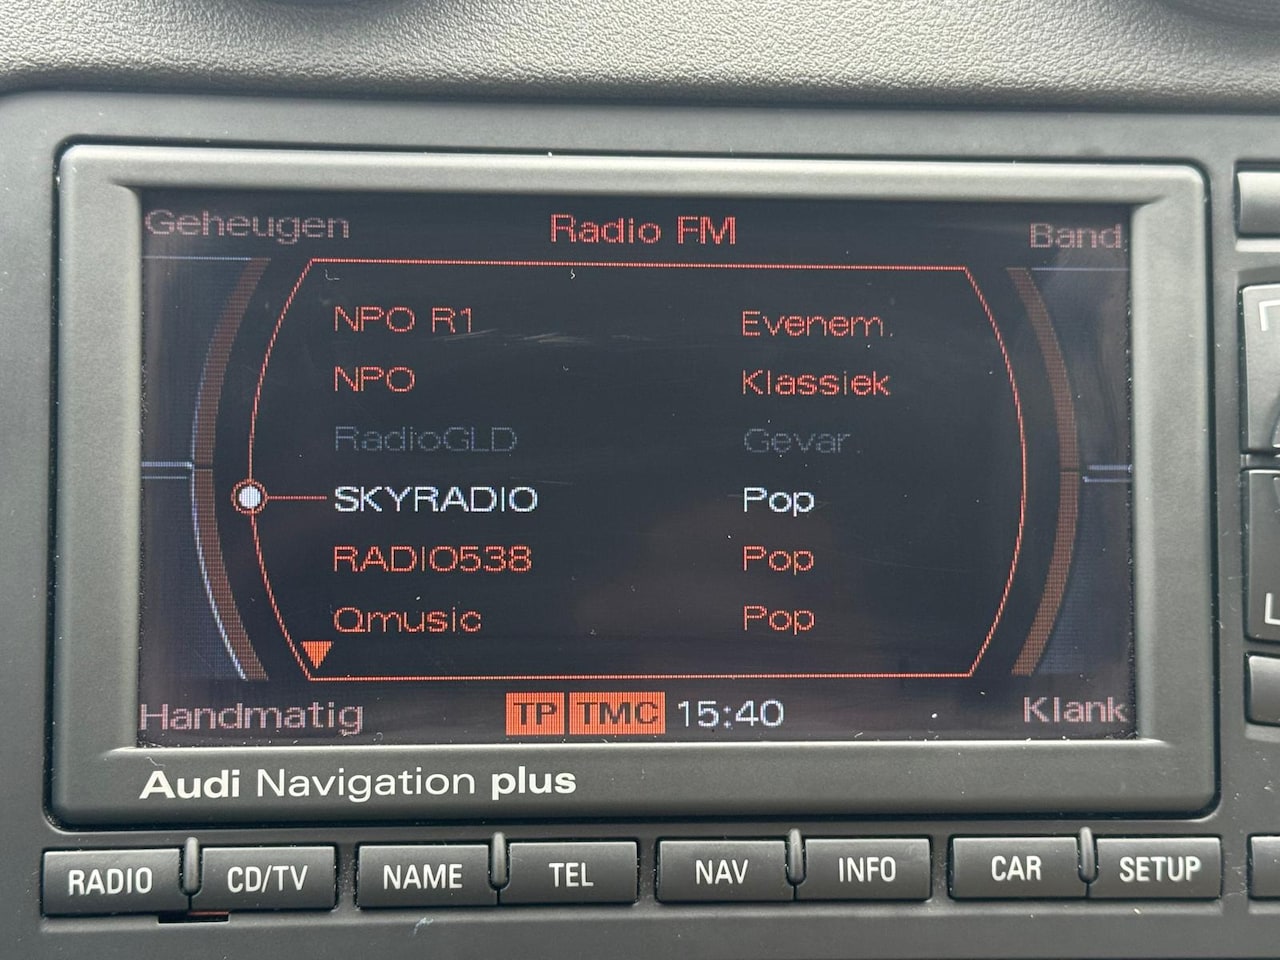 Geheugen Radio FM Band
NPO R1 Evenem.
NPO Klassiek
RadioGLD Gevar.
SKYRADIO Pop
RADIO538 Pop
Qmusic Pop
Handmatig TP TMC 15:40 Klank
Audi Navigation plus
RADIO CD/TV NAME TEL NAV INFO CAR SETUP